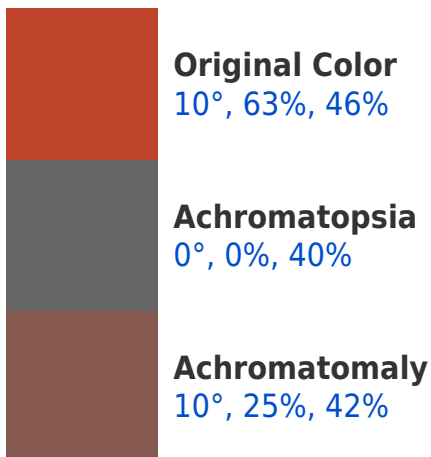 Original Color
10°, 63%, 46%
Achromatopsia
0°, 0%, 40%
Achromatomaly
10°, 25%, 42%